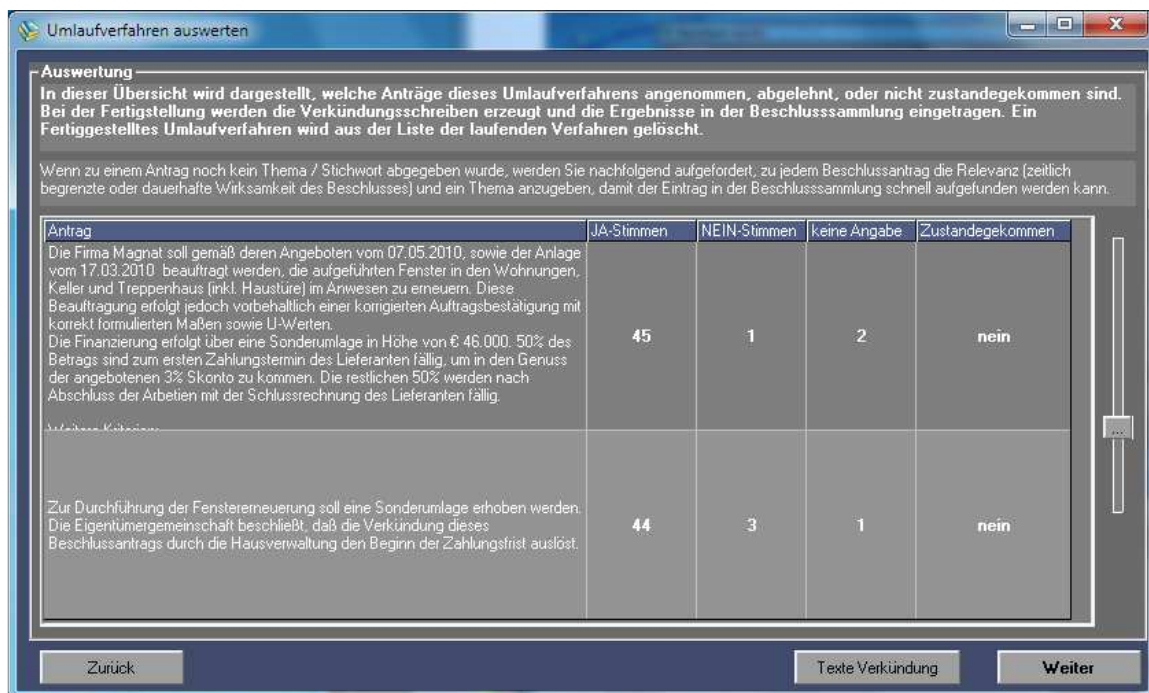 Umlaufverfahren auswerten
Auswertung
In dieser Übersicht wird dargestellt, welche Anträge dieses Umlaufverfahrens angenommen, abgelehnt, oder nicht zustandegekommen sind.
Bei der Fertigstellung werden die Verkündungsschreiben erzeugt und die Ergebnisse in der Beschlusssammlung eingetragen. Ein
Fertiggestelltes Umlaufverfahren wird aus der Liste der laufenden Verfahren gelöscht.
Wenn zu einem Antrag noch kein Thema / Stichwort abgegeben wurde, werden Sie nachfolgend aufgefordert, zu jedem Beschlussantrag die Relevanz (zeitlich
begrenzte oder dauerhafte Wirksamkeit des Beschlusses) und ein Thema anzugeben, damit der Eintrag in der Beschlusssammlung schnell aufgefunden werden kann.
Antrag JA-Stimmen NEIN-Stimmen keine Angabe Zustandegekommen
Die Firma Magnat soll gemäß deren Angeboten vom 07.05.2010, sowie der Anlage
vom 17.03.2010 beauftragt werden, die aufgeführten Fenster in den Wohnungen,
Keller und Treppenhaus (inkl. Haustüre) im Anwesen zu erneuern. Diese
Beauftragung erfolgt jedoch vorbehaltlich einer korrigierten Auftragsbestätigung mit
korrekt formulierten Maßen sowie U-Werten.
Die Finanzierung erfolgt über eine Sonderumlage in Höhe von € 46.000. 50% des
Betrags sind zum ersten Zahlungstermin des Lieferanten fällig, um in den Genuss
der angebotenen 3% Skonto zu kommen. Die restlichen 50% werden nach
Abschluss der Arbetien mit der Schlussrechnung des Lieferanten fällig.
Weitere Kriterien:
45 1 2 nein
Zur Durchführung der Fenstererneuerung soll eine Sonderumlage erhoben werden.
Die Eigentümergemeinschaft beschließt, daß die Verkündung dieses
Beschlussantrags durch die Hausverwaltung den Beginn der Zahlungsfrist auslöst.
44 3 1 nein
...
Zurück Texte Verkündung Weiter